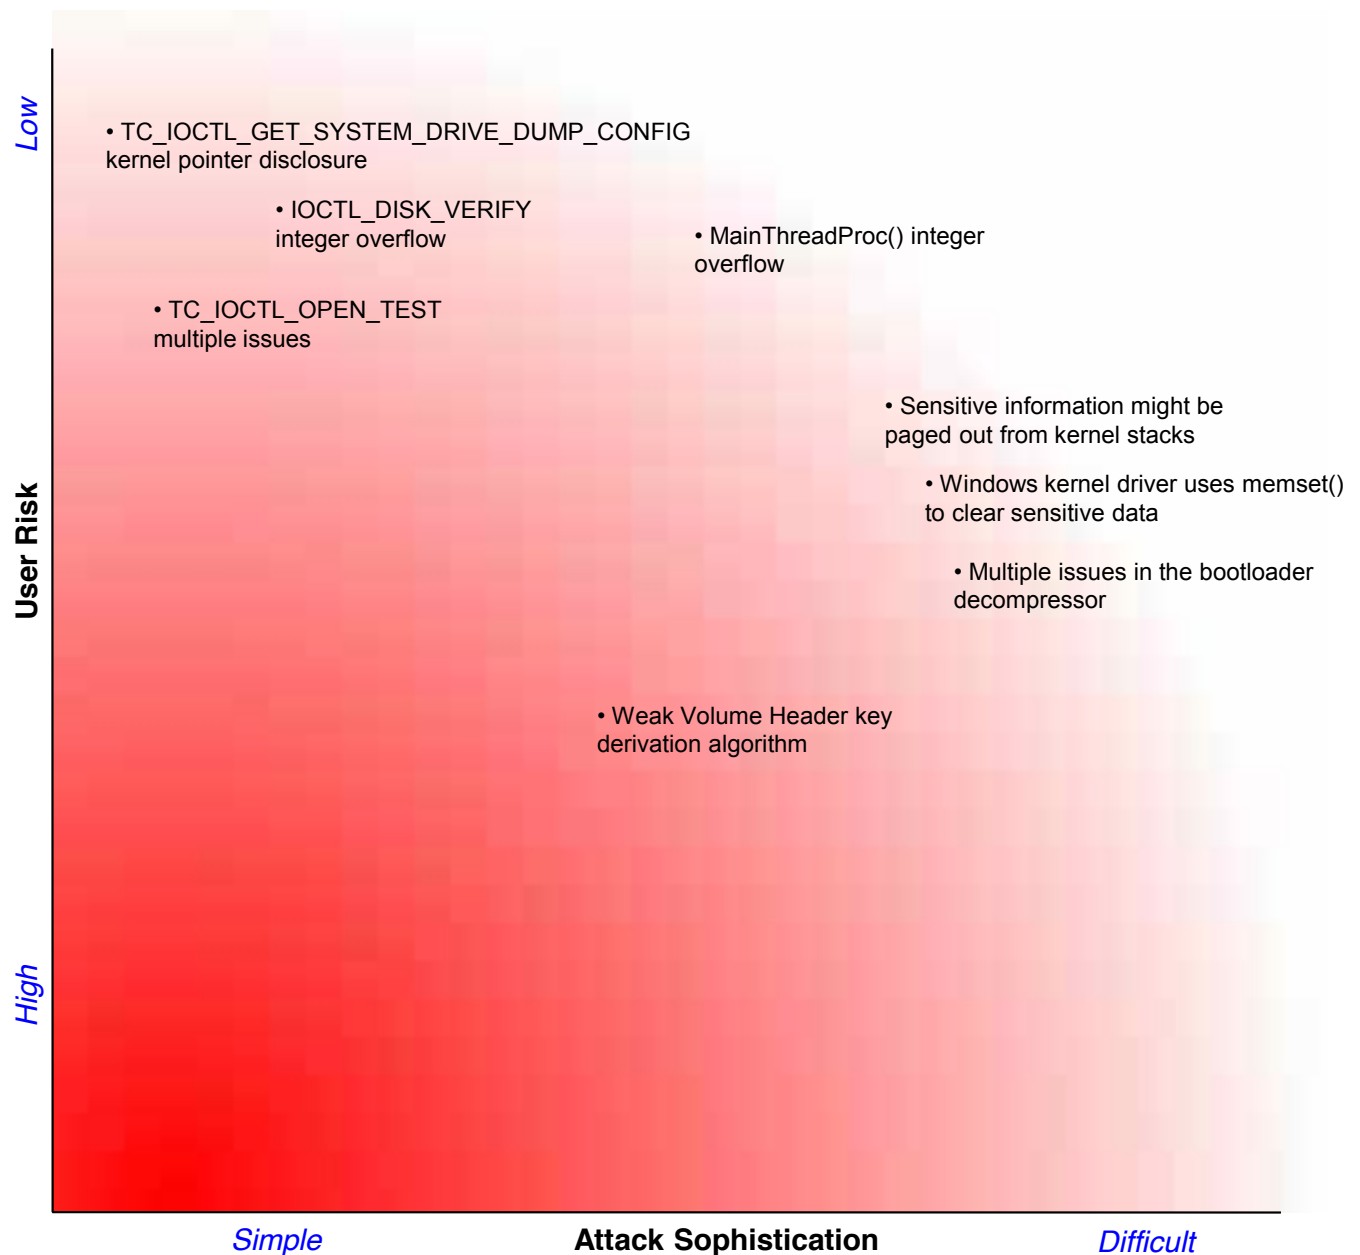 Low
• TC_IOCTL_GET_SYSTEM_DRIVE_DUMP_CONFIG
kernel pointer disclosure
• IOCTL_DISK_VERIFY
integer overflow
• MainThreadProc() integer
overflow
• TC_IOCTL_OPEN_TEST
multiple issues
• Sensitive information might be
paged out from kernel stacks
• Windows kernel driver uses memset()
to clear sensitive data
User Risk
• Multiple issues in the bootloader
decompressor
• Weak Volume Header key
derivation algorithm
High
Simple
Attack Sophistication
Difficult